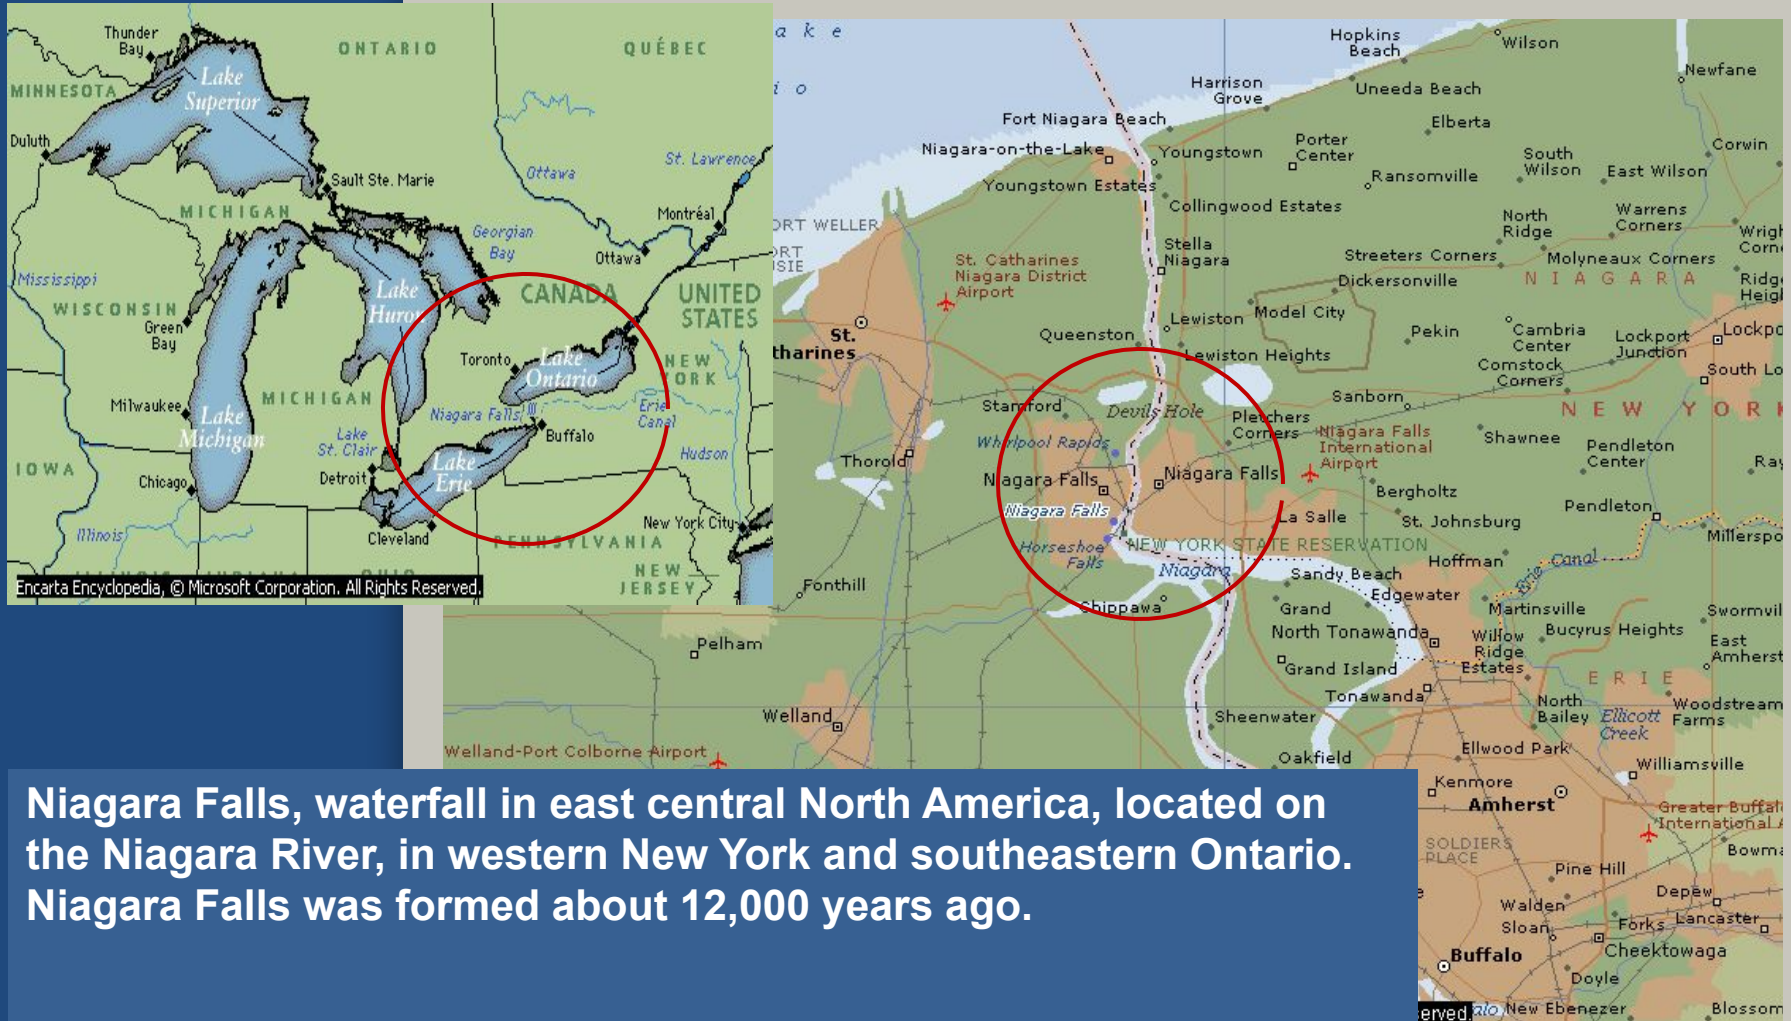 Thunder
Bay
ONTARIO
QUÉBEC
MINNESOTA
Lake
Superior
Duluth
Ottawa
St. Lawrence
Sault Ste. Marie
MICHIGAN
Montréal
Georgian
Bay
Ottawa
Mississippi
CANADA
UNITED
STATES
WISCONSIN
Green
Bay
Lake
Huron
Toronto
Lake
Ontario
NEW
YORK
Milwaukee
MICHIGAN
Niagara Falls
Erie
Canal
Lake
Michigan
Lake
St. Clair
Buffalo
Hudson
IOWA
Lake
Erie
Chicago
Detroit
New York City
Illinois
Cleveland
PENNSYLVANIA
NEW
JERSEY
Encarta Encyclopedia, © Microsoft Corporation. All Rights Reserved.
a k e
i o
Hopkins
Beach
Wilson
Newfane
Harrison
Grove
Uneeda Beach
Fort Niagara Beach
Elberta
Niagara-on-the-Lake
Youngstown
Porter
Center
South
Wilson
Corwin
East Wilson
Youngstown Estates
Ransomville
Collingwood Estates
North
Ridge
Warrens
Corners
ORT WELLER
Stella
Niagara
Streeters Corners
Molyneaux Corners
St. Catharines
Niagara District
Airport
Dickersonville
NIAGARA
Lewiston
Model City
St.
tharines
Queenston
Pekin
Cambria
Center
Lockport
Junction
Lewiston Heights
Comstock
Corners
South Lo
Stamford
Devils Hole
Sanborn
NEW YORK
Pletchers
Corners
Whirlpool Rapids
Niagara Falls
International
Airport
Shawnee
Pendleton
Center
Thorold
Niagara Falls
Niagara Falls
Bergholtz
Niagara Falls
La Salle
St. Johnsburg
Pendleton
Horseshoe
Falls
NEW YORK STATE RESERVATION
Millerspo
Niagara
Hoffman
Erie Canal
Fonthill
Sandy Beach
Edgewater
Chippawa
Grand
Martinsville
Swormvil
North Tonawanda
Willow
Ridge
Estates
Bucyrus Heights
East
Amherst
Pelham
Grand Island
ERIE
Tonawanda
North
Bailey
Ellicott
Creek
Woodstream
Farms
Welland
Sheenwater
Welland-Port Colborne Airport
Oakfield
Ellwood Park
Williamsville
Kenmore
Amherst
Greater Buffal
International A
SOLDIERS
PLACE
Bowma
Pine Hill
Depew
Walden
Sloan
Forks
Lancaster
Buffalo
Cheektowaga
Doyle
erved.
New Ebenezer
Blossom
Niagara Falls, waterfall in east central North America, located on
the Niagara River, in western New York and southeastern Ontario.
Niagara Falls was formed about 12,000 years ago.